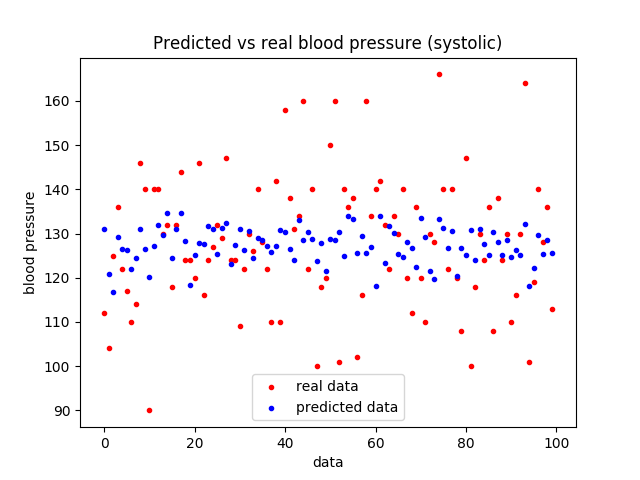 Predicted vs real blood pressure (systolic)
160
150
140
130
120
110
100
90
blood pressure
real data
predicted data
0 20 40 60 80 100
data